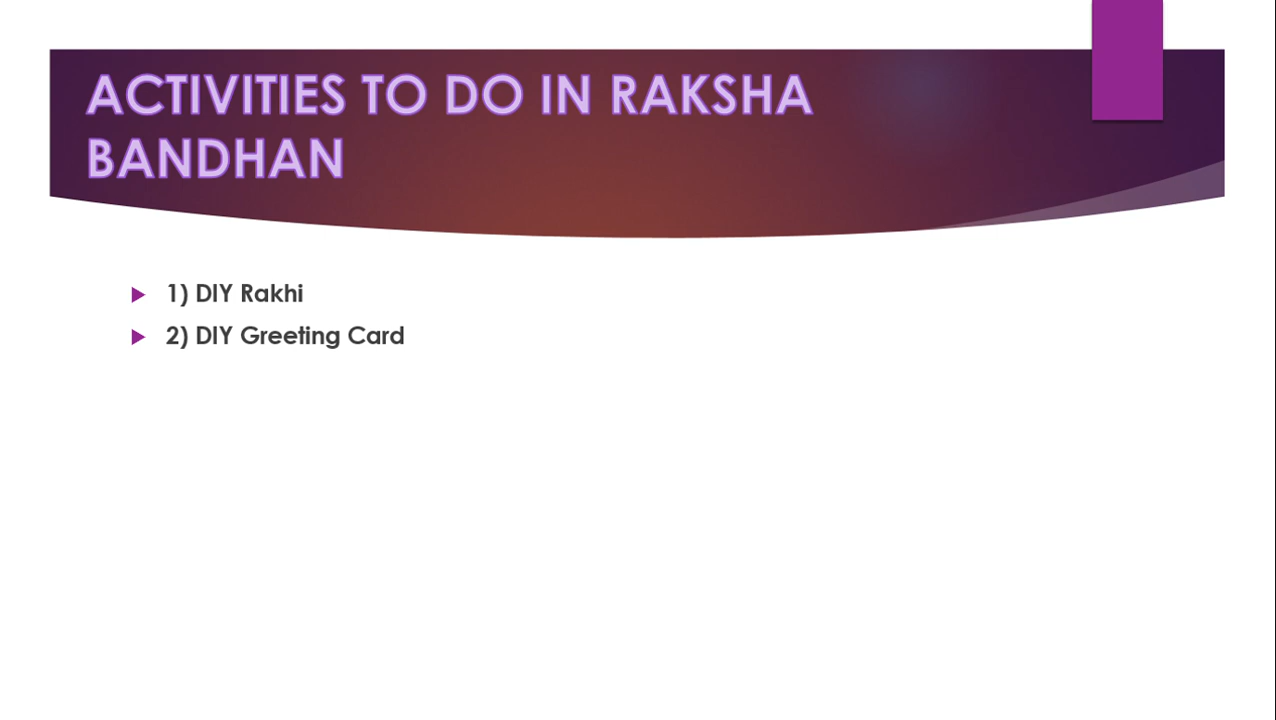 ACTIVITIES TO DO IN RAKSHA
BANDHAN
1) DIY Rakhi
2) DIY Greeting Card